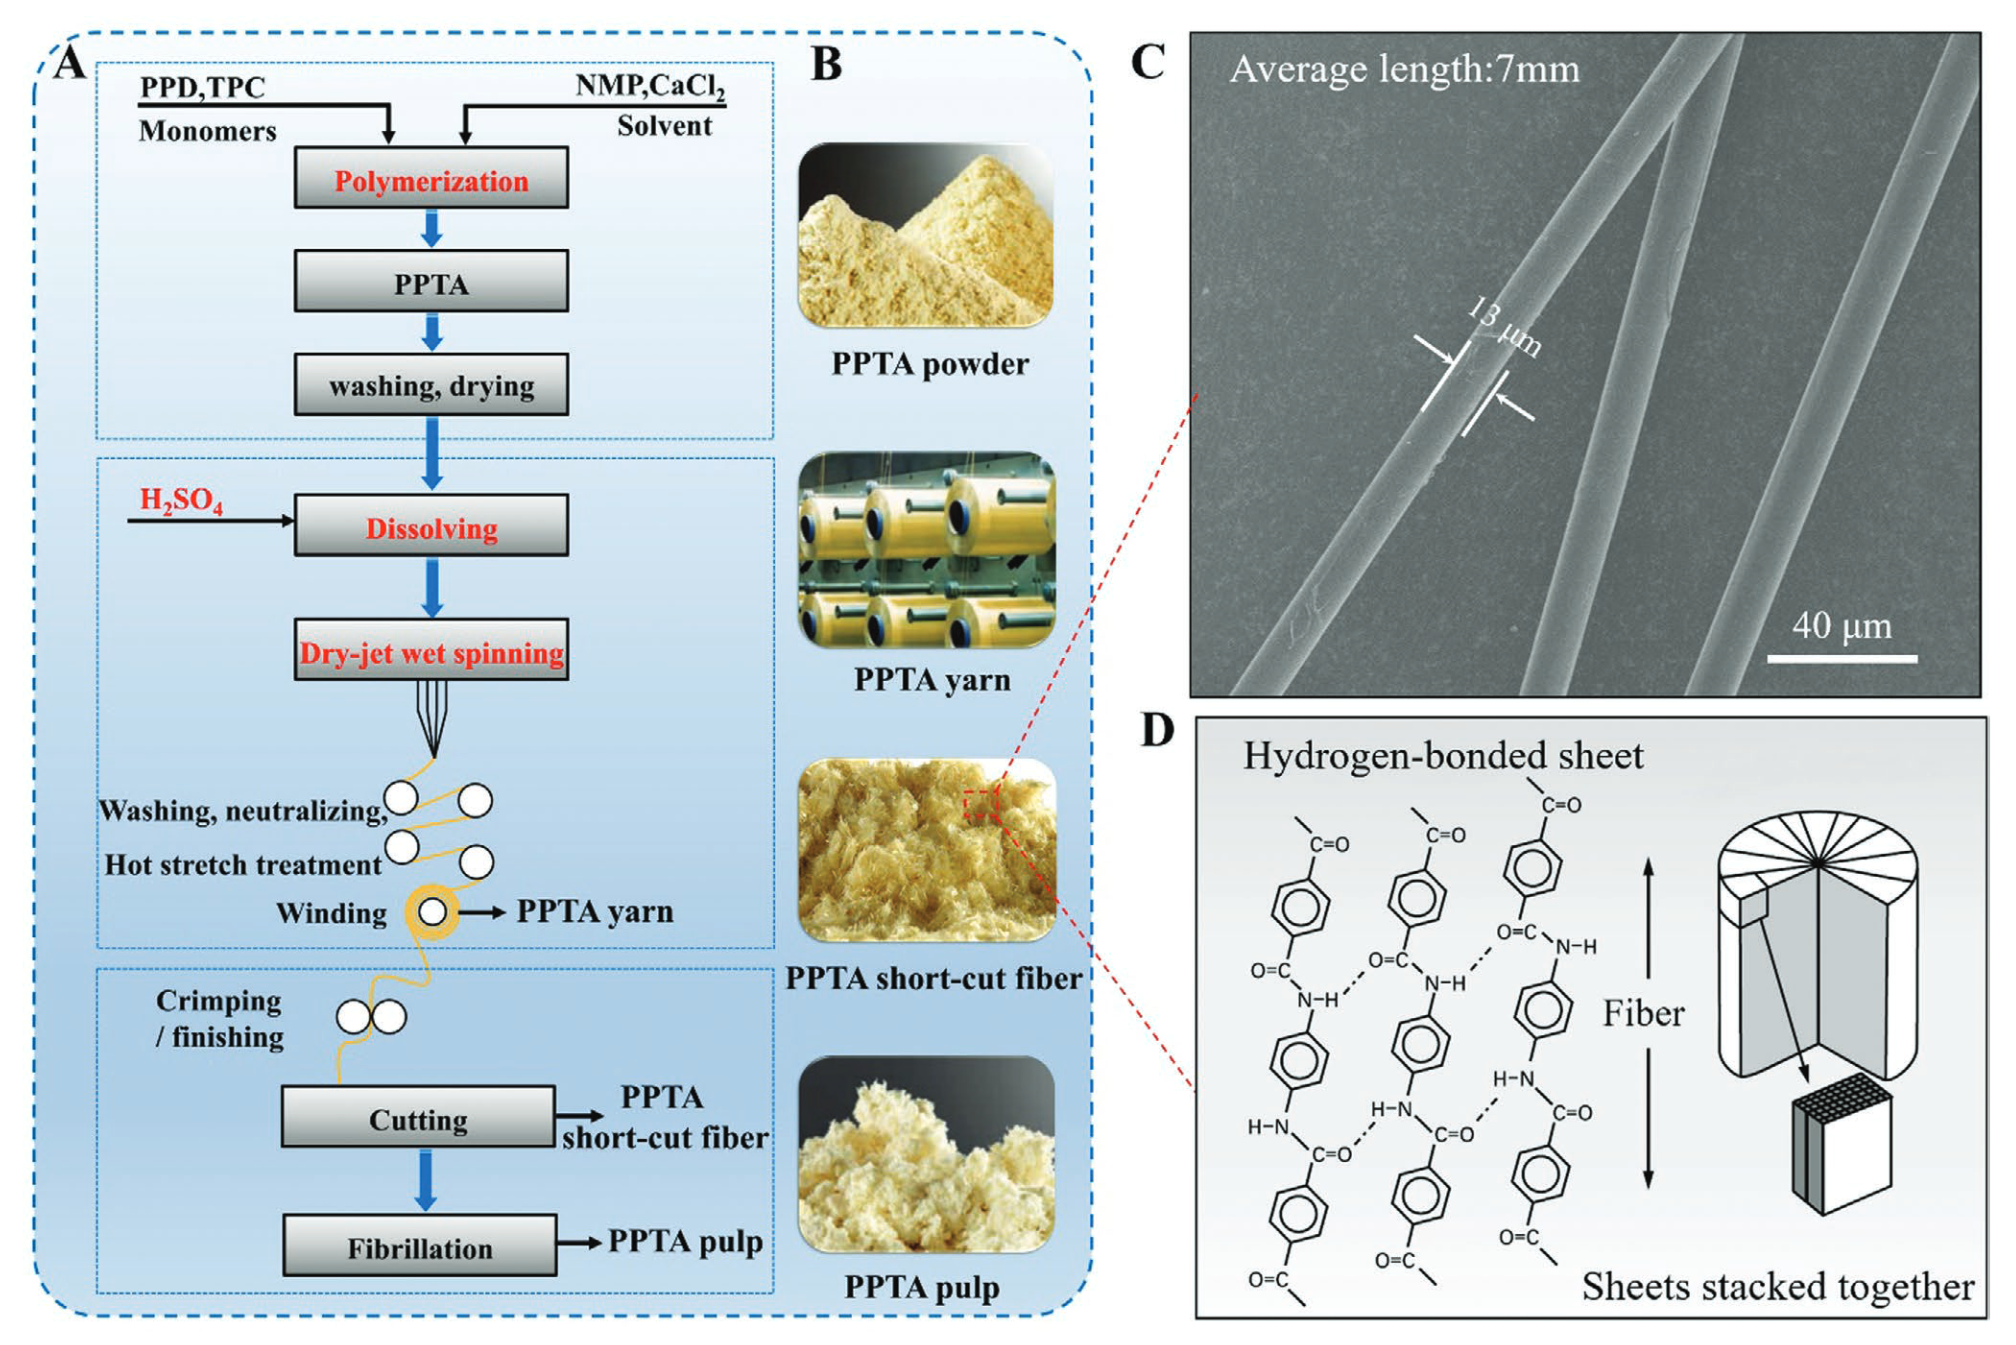 A
PPD,TPC
Monomers
NMP,CaCl₂
Solvent
Polymerization
PPTA
washing, drying
H₂SO₄
Dissolving
Dry-jet wet spinning
Washing, neutralizing,
Hot stretch treatment
Winding
PPTA yarn
Crimping
/ finishing
Cutting
PPTA
short-cut fiber
Fibrillation
PPTA pulp
B
PPTA powder
PPTA yarn
PPTA short-cut fiber
PPTA pulp
C
Average length:7mm
13 μm
40 μm
D
Hydrogen-bonded sheet
C=O
C=O
C=O
O=C
N-H
O=C
N-H
O=C
N-H
H-N
C=O
H-N
C=O
H-N
C=O
O=C
O=C
O=C
Fiber
Sheets stacked together